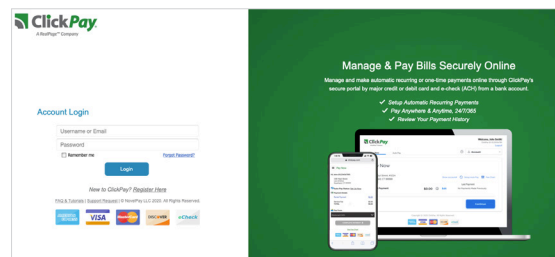 ClickPay
A RealPage™ Company
Account Login
Username or Email
Password
Remember me
Forgot Password?
Login
New to ClickPay? Register Here
FAQ & Tutorials | Support Request | © NovelPay LLC 2020. All Rights Reserved
VISA
MasterCard
DISCOVER
eCheck
Manage & Pay Bills Securely Online
Manage and make automatic recurring or one-time payments online through ClickPay's
secure portal by major credit or debit card and e-check (ACH) from a bank account.
✓ Setup Automatic Recurring Payments
✓ Pay Anywhere & Anytime, 24/7/365
✓ Review Your Payment History
ClickPay
Now